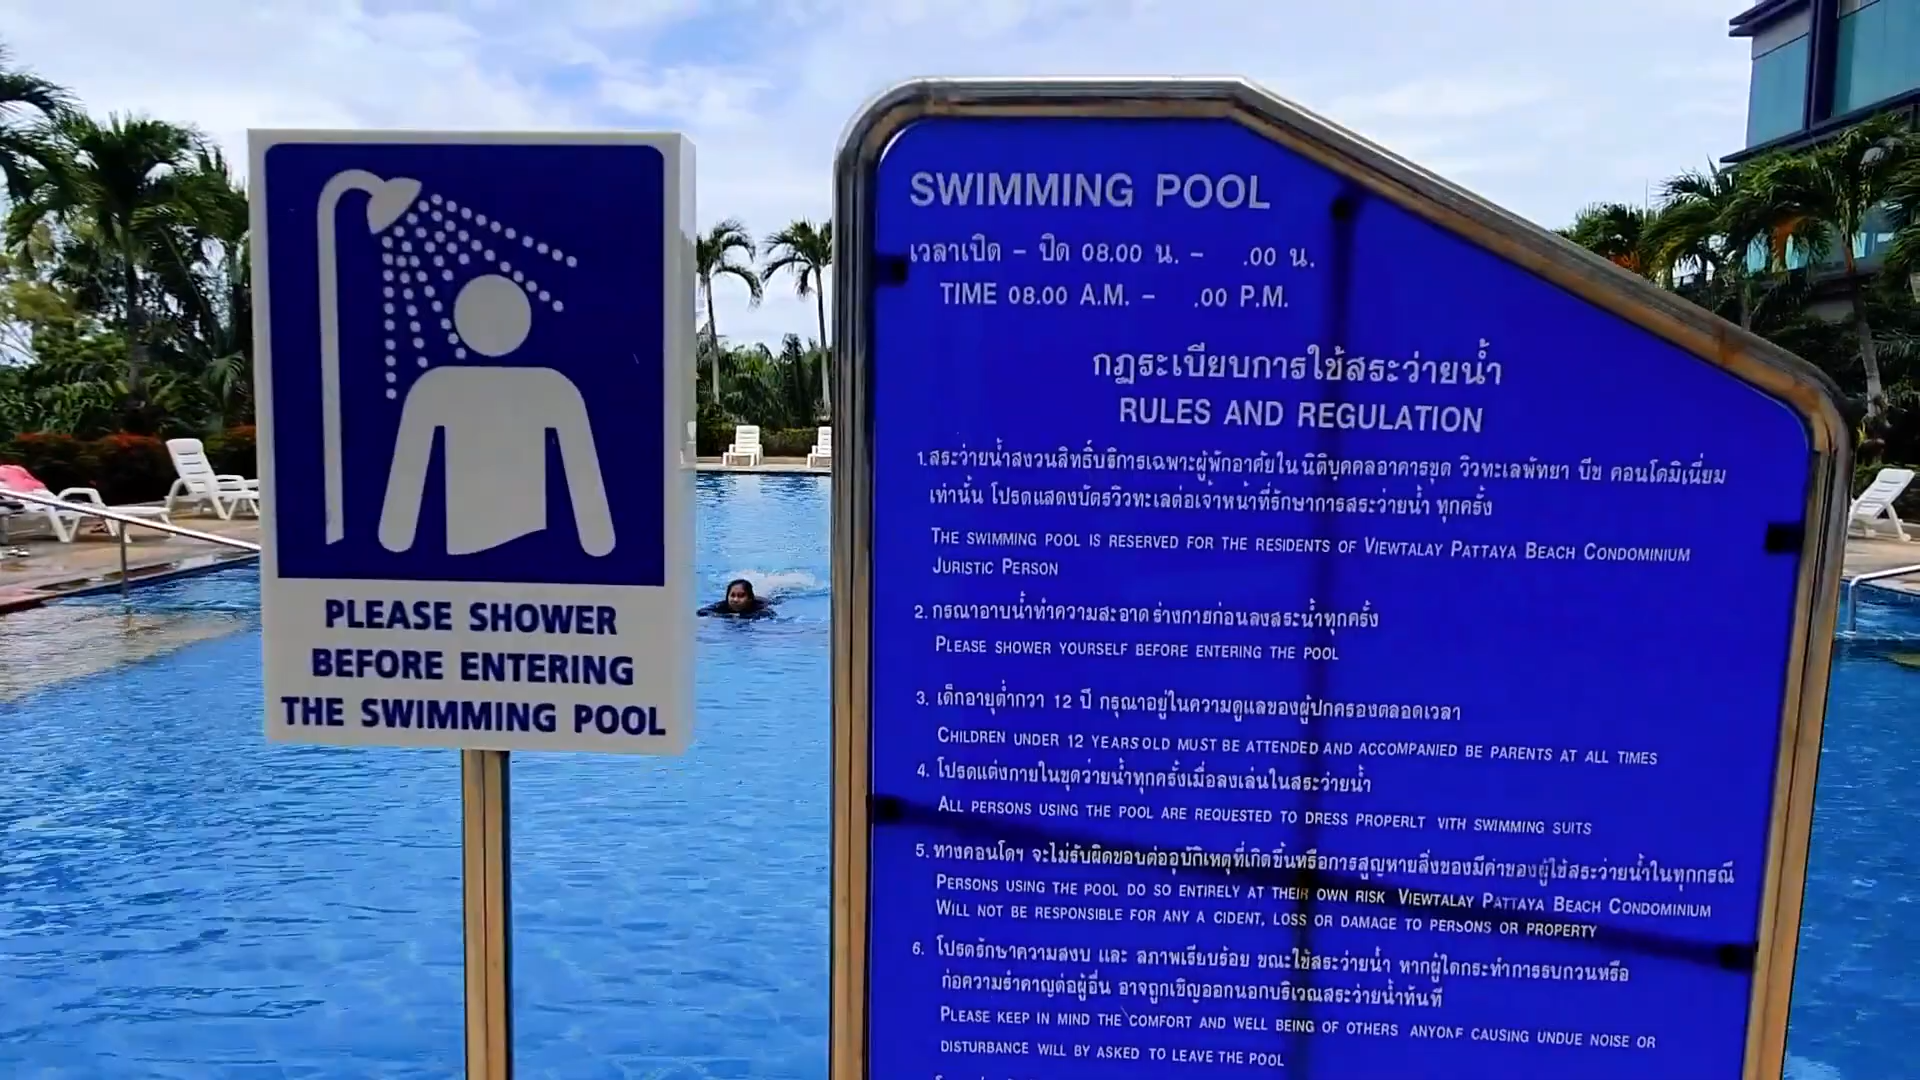 PLEASE SHOWER
BEFORE ENTERING
THE SWIMMING POOL
SWIMMING POOL
เวลาเปิด - ปิด 08.00 น. - .00 น.
TIME 08.00 A.M. - .00 P.M.
กฎระเบียบการใช้สระว่ายน้ำ
RULES AND REGULATION
1.สระว่ายน้ำสงวนสิทธิ์บริการเฉพาะผู้พักอาศัยใน นิติบุคคลอาคารชุด วิวทะเลพัทยา บีช คอนโดมิเนี่ยม
เท่านั้น โปรดแสดงบัตรวิวทะเลต่อเจ้าหน้าที่รักษาการสระว่ายน้ำ ทุกครั้ง
THE SWIMMING POOL IS RESERVED FOR THE RESIDENTS OF VIEWTALAY PATTAYA BEACH CONDOMINIUM
JURISTIC PERSON
2. กรุณาอาบน้ำทำความสะอาด ร่างกายก่อนลงสระน้ำทุกครั้ง
PLEASE SHOWER YOURSELF BEFORE ENTERING THE POOL
3. เด็กอายุต่ำกวา 12 ปี กรุณาอยู่ในความดูแลของผู้ปกครองตลอดเวลา
CHILDREN UNDER 12 YEARS OLD MUST BE ATTENDED AND ACCOMPANIED BE PARENTS AT ALL TIMES
4. โปรดแต่งกายในชุดว่ายน้ำทุกครั้งเมื่อลงเล่นในสระว่ายน้ำ
ALL PERSONS USING THE POOL ARE REQUESTED TO DRESS PROPERLT VITH SWIMMING SUITS
5. ทางคอนโดฯ จะไม่รับผิดชอบต่ออุบัติเหตุที่เกิดขึ้นหรือการสูญหายสิ่งของมีค่าของผู้ใช้สระว่ายน้ำในทุกกรณี
PERSONS USING THE POOL DO SO ENTIRELY AT THEIR OWN RISK VIEWTALAY PATTAYA BEACH CONDOMINIUM
WILL NOT BE RESPONSIBLE FOR ANY A CIDENT, LOSS OR DAMAGE TO PERSONS OR PROPERTY
6. โปรดรักษาความสงบ และ สภาพเรียบร้อย ขณะใช้สระว่ายน้ำ หากผู้ใดกระทำการรบกวนหรือ
ก่อความรำคาญต่อผู้อื่น อาจถูกเชิญออกนอกบริเวณสระว่ายน้ำทันที
PLEASE KEEP IN MIND THE COMFORT AND WELL BEING OF OTHERS ANYONE CAUSING UNDUE NOISE OR
DISTURBANCE WILL BY ASKED TO LEAVE THE POOL